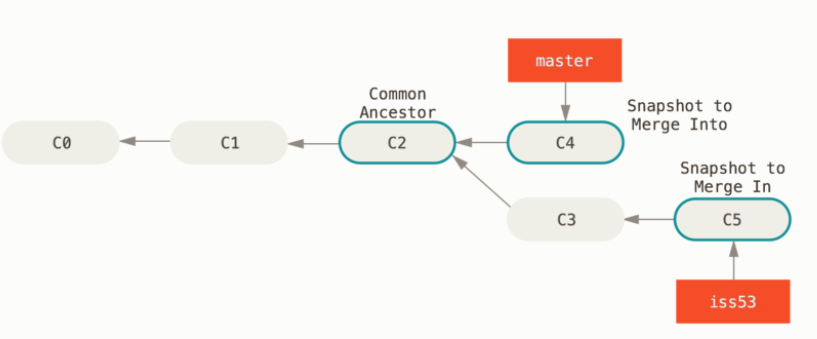 master
Common
Ancestor
Snapshot to
Merge Into
C0
C1
C2
C4
Snapshot to
Merge In
C3
C5
iss53